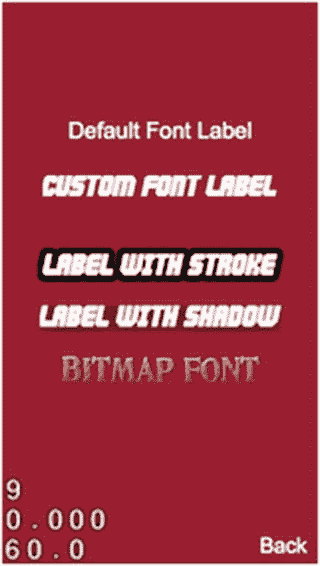 Default Font Label
CUSTOM FONT LABEL
LABEL WITH STROKE
LABEL WITH SHADOW
BITMAP FONT
9
0.000
60.0
Back